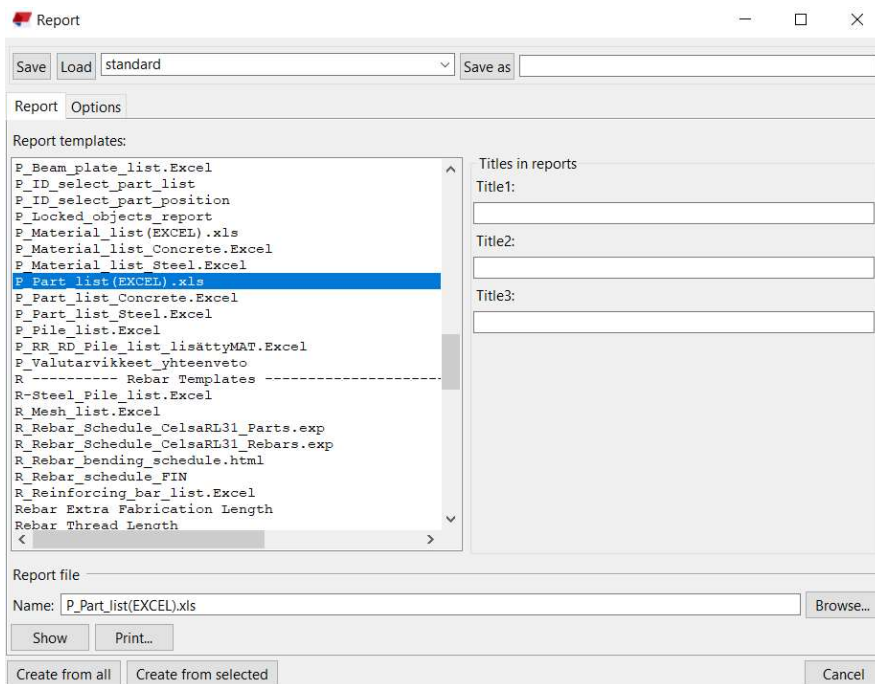 Report
Save Load standard Save as
Report Options
Report templates:
P_Beam_plate_list.Excel
P_ID_select_part_list
P_ID_select_part_position
P_Locked_objects_report
P_Material_list(EXCEL).xls
P_Material_list_Concrete.Excel
P_Material_list_Steel.Excel
P_Part_list(EXCEL).xls
P_Part_list_Concrete.Excel
P_Part_list_Steel.Excel
P_Pile_list.Excel
P_RR_RD_Pile_list_lisättyMAT.Excel
P_Valutarvikkeet_yhteenveto
R ---------- Rebar Templates ----------------------
R-Steel_Pile_list.Excel
R_Mesh_list.Excel
R_Rebar_Schedule_CelsaRL31_Parts.exp
R_Rebar_Schedule_CelsaRL31_Rebars.exp
R_Rebar_bending_schedule.html
R_Rebar_schedule_FIN
R_Reinforcing_bar_list.Excel
Rebar Extra Fabrication Length
Rebar Thread Length
Titles in reports
Title1:
Title2:
Title3:
Report file
Name: P_Part_list(EXCEL).xls Browse...
Show Print...
Create from all Create from selected Cancel